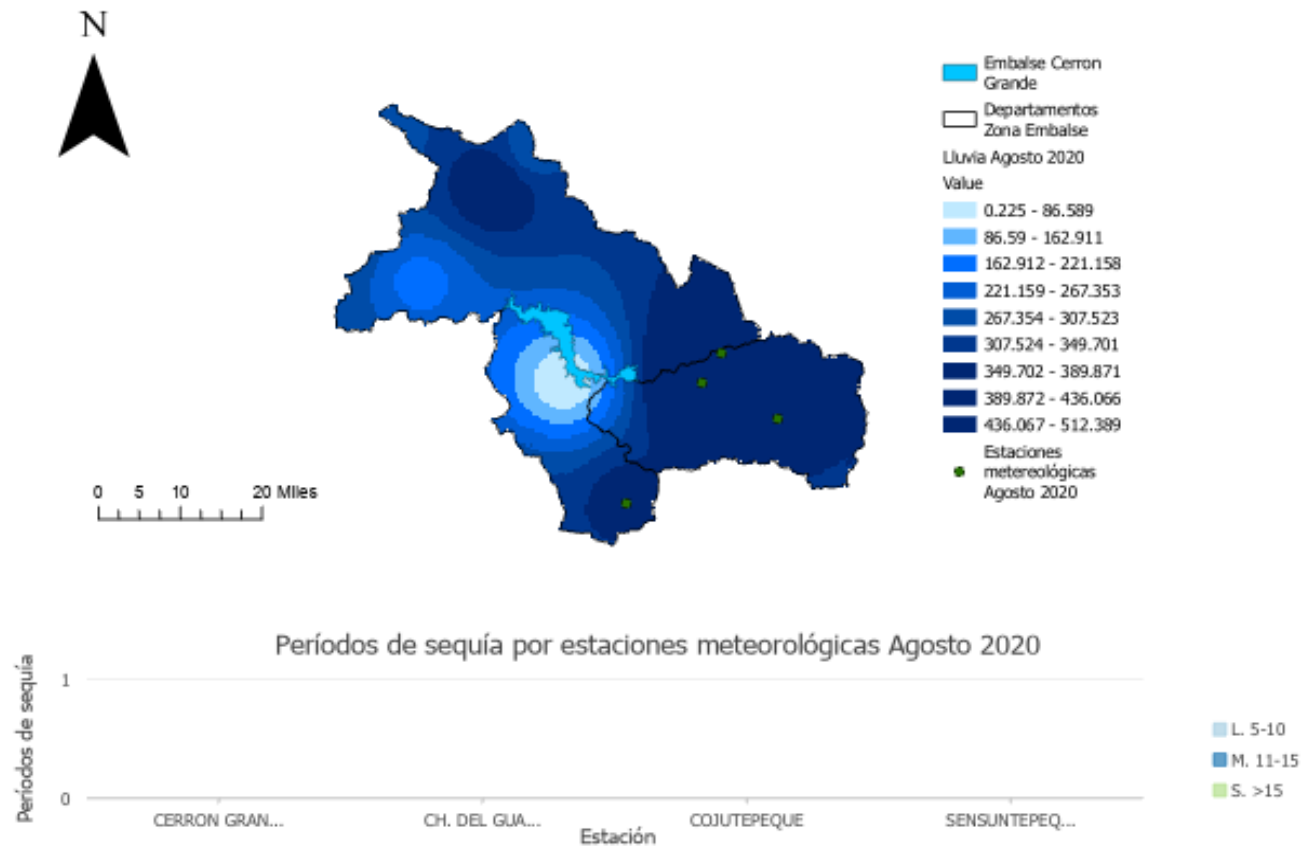 N
Embalse Cerron
Grande
Departamentos
Zona Embalse
Lluvia Agosto 2020
Value
0.225 - 86.589
86.59 - 162.911
162.912 - 221.158
221.159 - 267.353
267.354 - 307.523
307.524 - 349.701
349.702 - 389.871
389.872 - 436.066
436.067 - 512.389
Estaciones
metereológicas
Agosto 2020
0 5 10 20 Miles
Períodos de sequía por estaciones meteorológicas Agosto 2020
Períodos de sequía
1
0
L. 5-10
M. 11-15
S. >15
CERRON GRAN...
CH. DEL GUA...
COJUTEPEQUE
SENSUNTEPEQ...
Estación